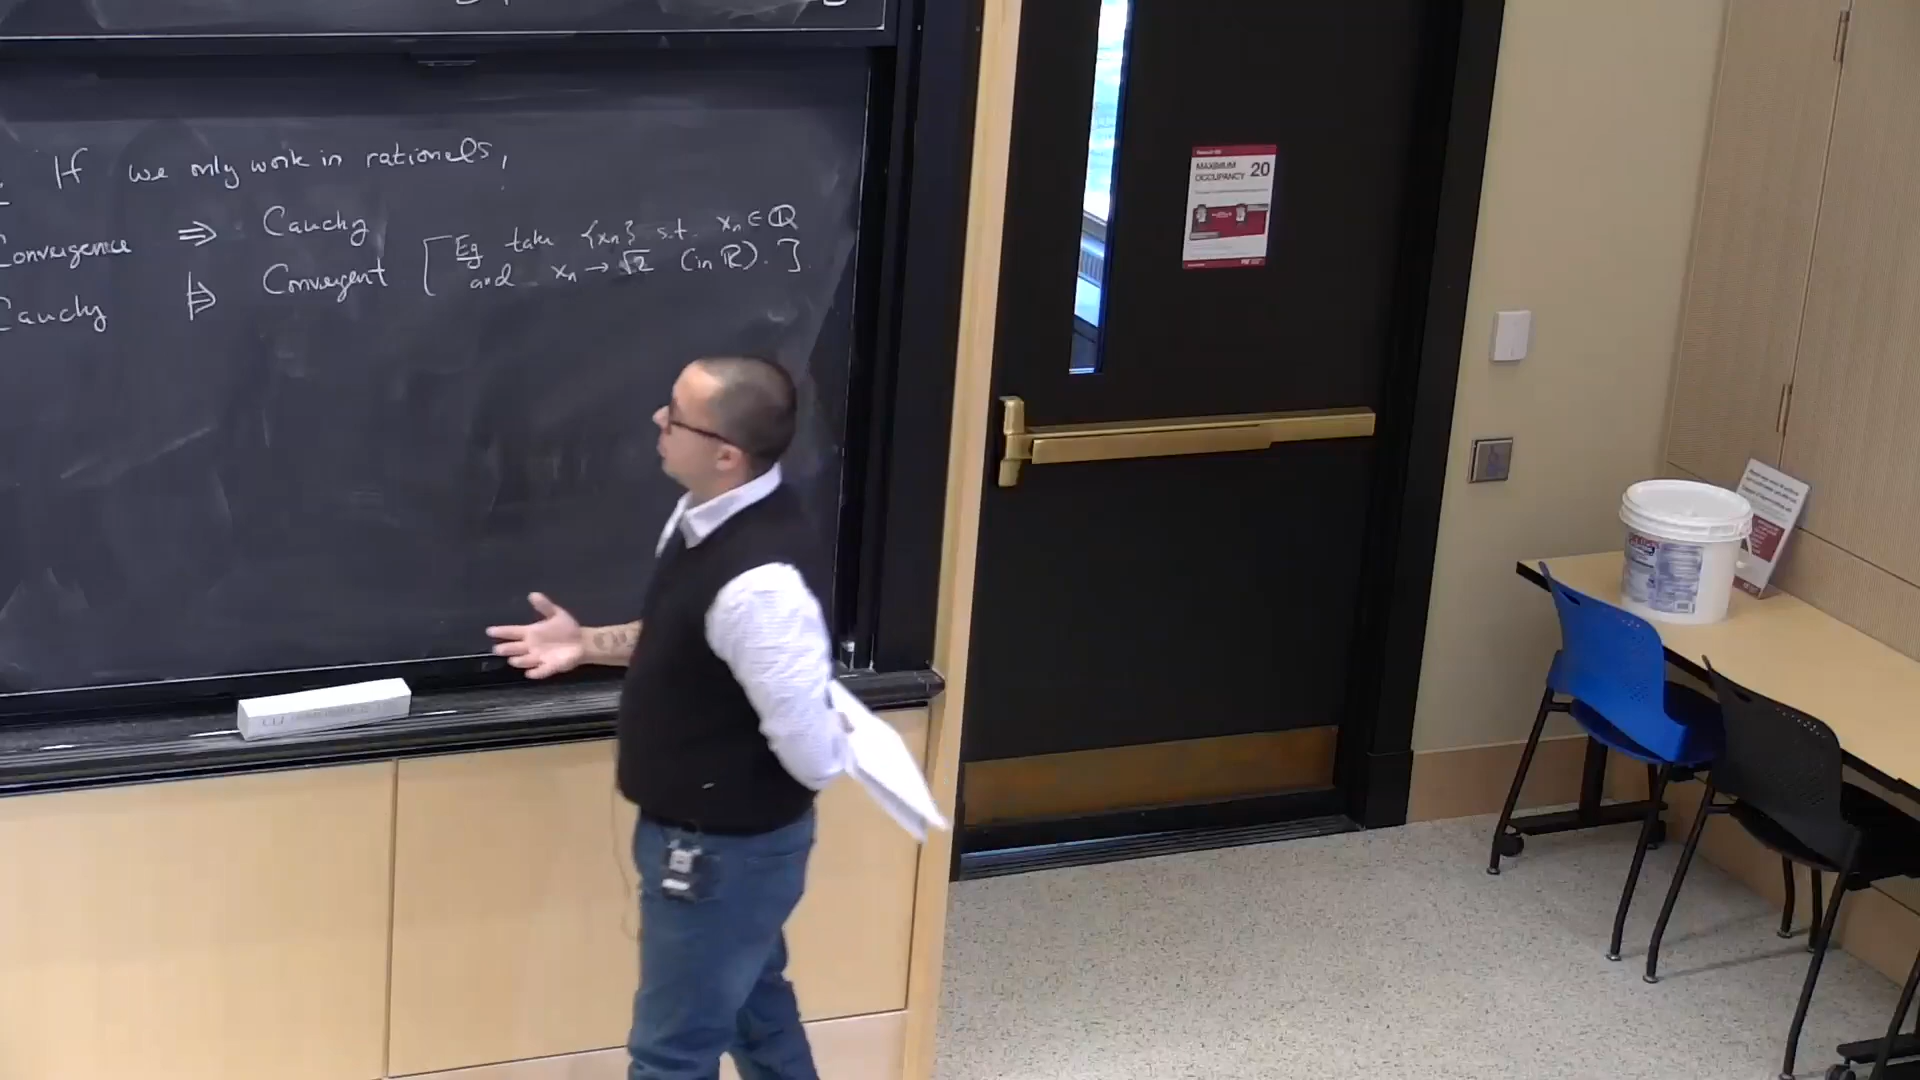 If we only work in rationals,
Convergence ⇒ Cauchy
Cauchy ⇏ Convergent [Eg take {xn} s.t. xn ∈ ℚ
and xn → √2 (in ℝ).]
MAXIMUM
OCCUPANCY 20